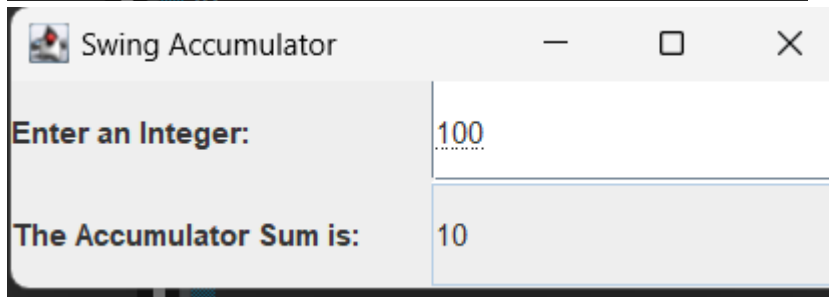 Swing Accumulator
Enter an Integer: 100
The Accumulator Sum is: 10